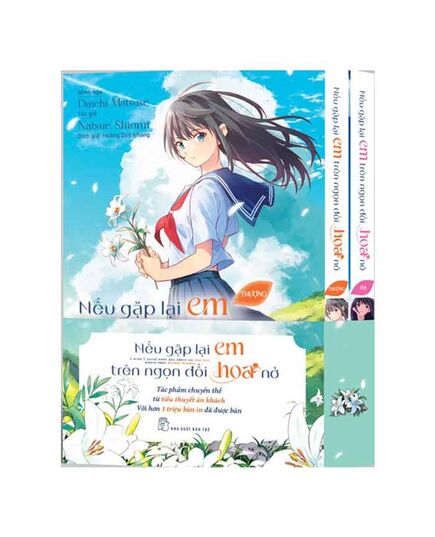 Minh họa
Daichi Matsuse
Tác giả
Natsue Shiomi
Dịch giả: Hoàng Duy Khang
Nếu gặp lại em
THƯỢNG
Nếu gặp lại em
trên ngọn đồi hoa nở
Tác phẩm chuyển thể
từ tiểu thuyết ăn khách
Với hơn 1 triệu bản in đã được bán
NHÀ XUẤT BẢN TRẺ
Nếu gặp lại em trên ngọn đồi hoa nở
THƯỢNG
Nếu gặp lại em trên ngọn đồi hoa nở
HẠ